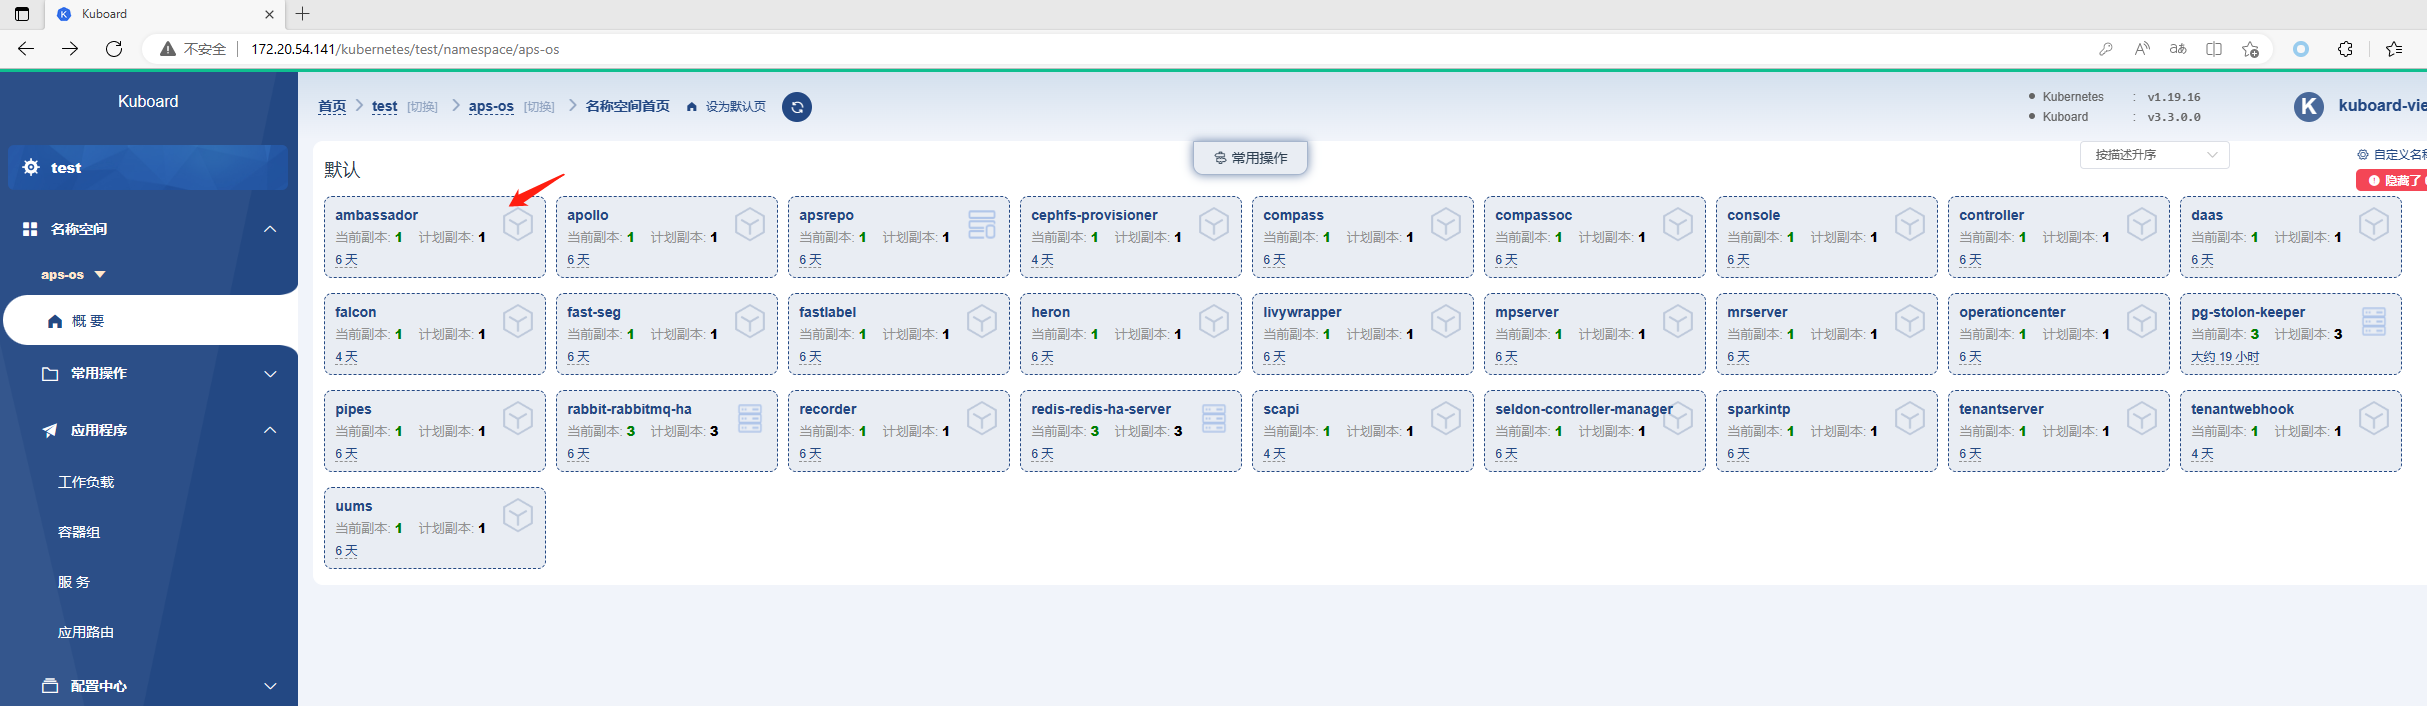 Kuboard
不安全 172.20.54.141/kubernetes/test/namespace/aps-os
Kuboard
test
名称空间
aps-os
概 要
常用操作
应用程序
工作负载
容器组
服 务
应用路由
配置中心
首页 test [切换] aps-os [切换] 名称空间首页 设为默认页
Kubernetes : v1.19.16
Kuboard : v3.3.0.0
K kuboard-vie
默认
常用操作
按描述升序
自定义名称
隐藏了
ambassador
当前副本: 1 计划副本: 1
6 天
apollo
当前副本: 1 计划副本: 1
6 天
apsrepo
当前副本: 1 计划副本: 1
6 天
cephfs-provisioner
当前副本: 1 计划副本: 1
4 天
compass
当前副本: 1 计划副本: 1
6 天
compassoc
当前副本: 1 计划副本: 1
6 天
console
当前副本: 1 计划副本: 1
6 天
controller
当前副本: 1 计划副本: 1
6 天
daas
当前副本: 1 计划副本: 1
6 天
falcon
当前副本: 1 计划副本: 1
4 天
fast-seg
当前副本: 1 计划副本: 1
6 天
fastlabel
当前副本: 1 计划副本: 1
6 天
heron
当前副本: 1 计划副本: 1
6 天
livywrapper
当前副本: 1 计划副本: 1
6 天
mpserver
当前副本: 1 计划副本: 1
6 天
mrserver
当前副本: 1 计划副本: 1
6 天
operationcenter
当前副本: 1 计划副本: 1
6 天
pg-stolon-keeper
当前副本: 3 计划副本: 3
大约 19 小时
pipes
当前副本: 1 计划副本: 1
6 天
rabbit-rabbitmq-ha
当前副本: 3 计划副本: 3
6 天
recorder
当前副本: 1 计划副本: 1
6 天
redis-redis-ha-server
当前副本: 3 计划副本: 3
6 天
scapi
当前副本: 1 计划副本: 1
4 天
seldon-controller-manager
当前副本: 1 计划副本: 1
6 天
sparkintp
当前副本: 1 计划副本: 1
6 天
tenantserver
当前副本: 1 计划副本: 1
6 天
tenantwebhook
当前副本: 1 计划副本: 1
4 天
uums
当前副本: 1 计划副本: 1
6 天